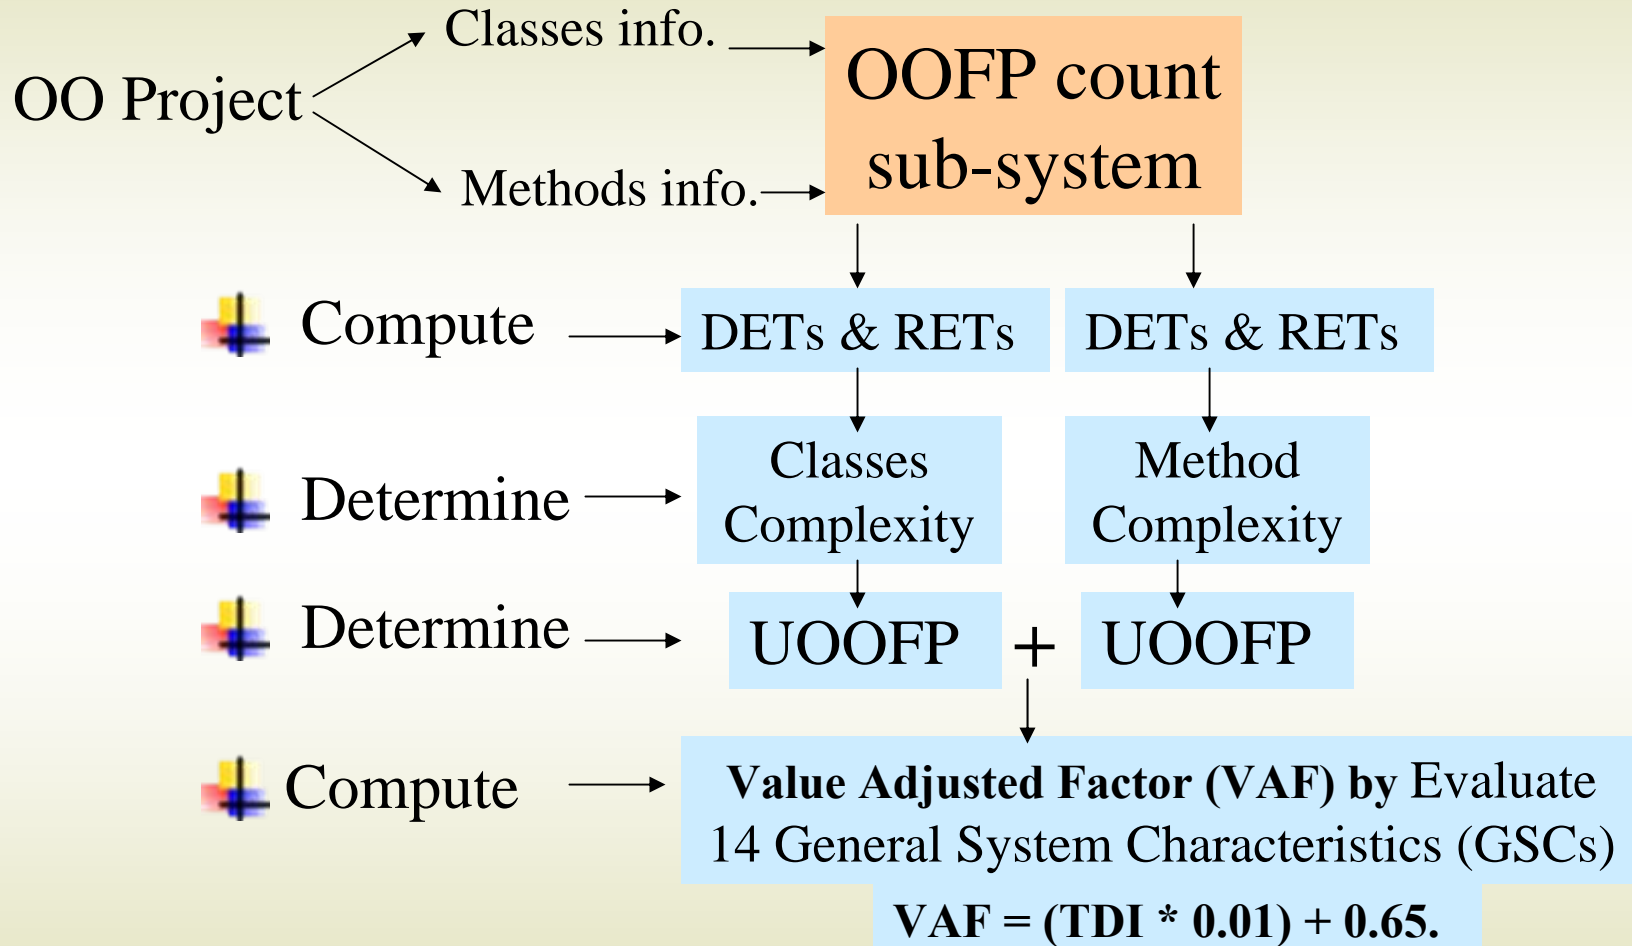 Classes info.
OO Project
Methods info.
OOFP count
sub-system
Compute
DETs & RETs
DETs & RETs
Determine
Classes
Complexity
Method
Complexity
Determine
UOOFP
+
UOOFP
Compute
Value Adjusted Factor (VAF) by Evaluate
14 General System Characteristics (GSCs)
VAF = (TDI * 0.01) + 0.65.